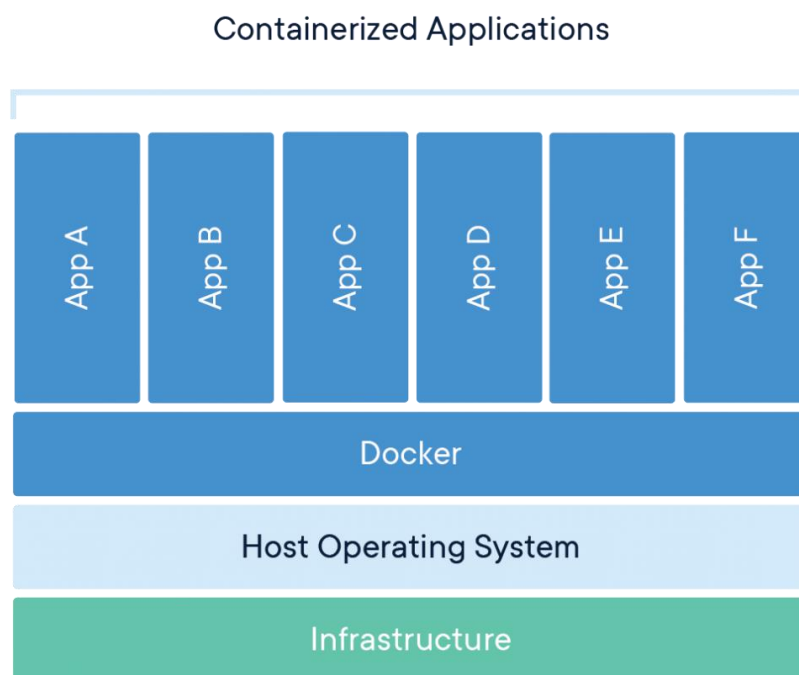 Containerized Applications
App A
App B
App C
App D
App E
App F
Docker
Host Operating System
Infrastructure